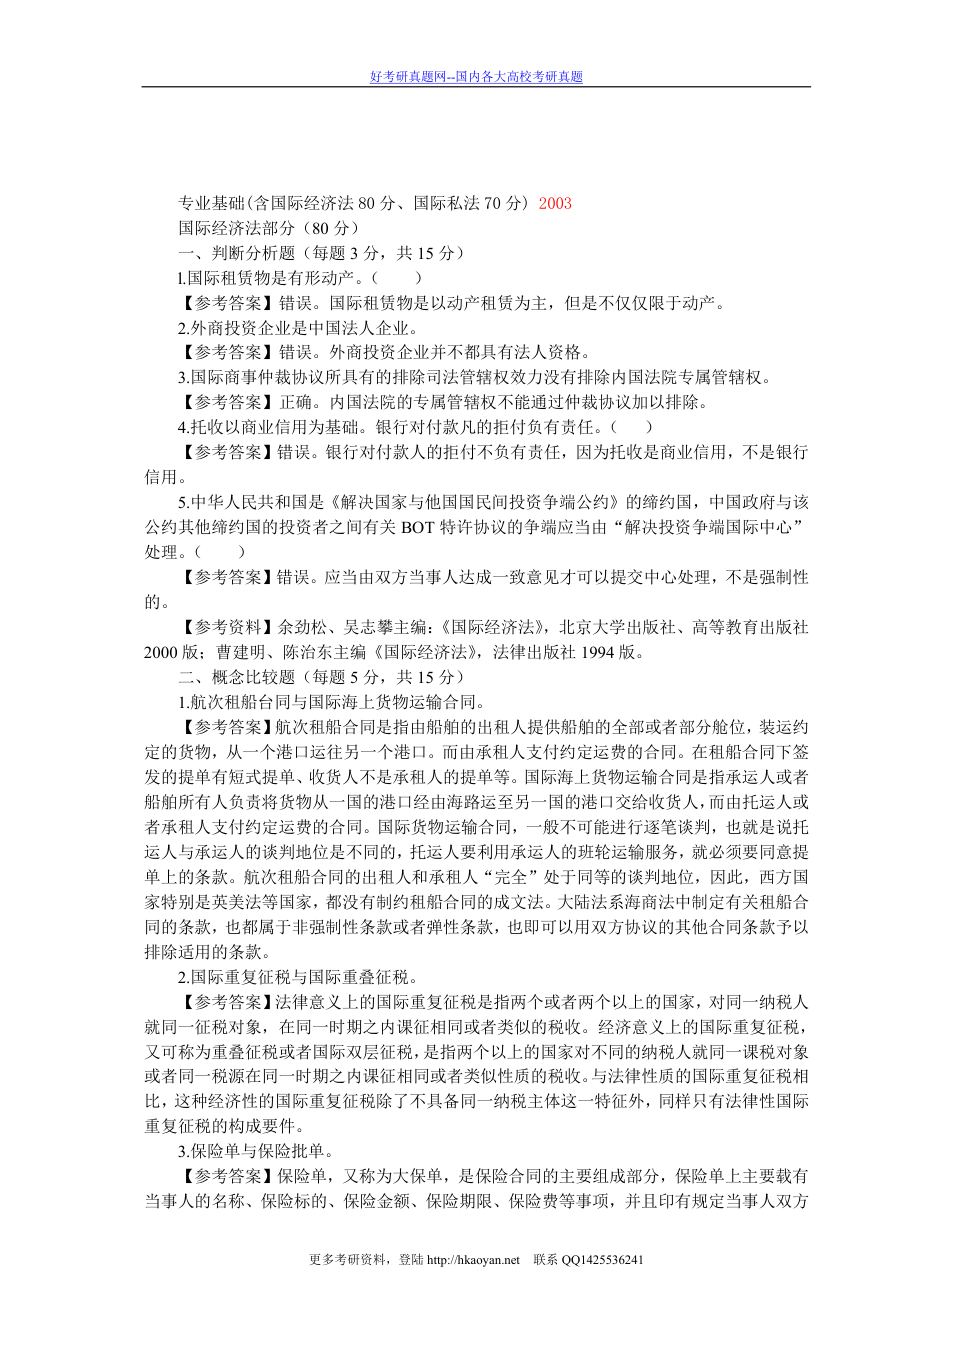 好考研真题网--国内各大高校考研真题
专业基础(含国际经济法 80 分、国际私法 70 分) 2003
国际经济法部分（80 分）
一、判断分析题（每题 3 分，共 15 分）
l.国际租赁物是有形动产。（　　）
【参考答案】错误。国际租赁物是以动产租赁为主，但是不仅仅限于动产。
2.外商投资企业是中国法人企业。
【参考答案】错误。外商投资企业并不都具有法人资格。
3.国际商事仲裁协议所具有的排除司法管辖权效力没有排除内国法院专属管辖权。
【参考答案】正确。内国法院的专属管辖权不能通过仲裁协议加以排除。
4.托收以商业信用为基础。银行对付款凡的拒付负有责任。（　　）
【参考答案】错误。银行对付款人的拒付不负有责任，因为托收是商业信用，不是银行
信用。
5.中华人民共和国是《解决国家与他国国民间投资争端公约》的缔约国，中国政府与该
公约其他缔约国的投资者之间有关 BOT 特许协议的争端应当由“解决投资争端国际中心”
处理。（　　）
【参考答案】错误。应当由双方当事人达成一致意见才可以提交中心处理，不是强制性
的。
【参考资料】余劲松、吴志攀主编：《国际经济法》，北京大学出版社、高等教育出版社
2000 版；曹建明、陈治东主编《国际经济法》，法律出版社 1994 版。
二、概念比较题（每题 5 分，共 15 分）
1.航次租船台同与国际海上货物运输合同。
【参考答案】航次租船合同是指由船舶的出租人提供船舶的全部或者部分舱位，装运约
定的货物，从一个港口运往另一个港口。而由承租人支付约定运费的合同。在租船合同下签
发的提单有短式提单、收货人不是承租人的提单等。国际海上货物运输合同是指承运人或者
船舶所有人负责将货物从一国的港口经由海路运至另一国的港口交给收货人，而由托运人或
者承租人支付约定运费的合同。国际货物运输合同，一般不可能进行逐笔谈判，也就是说托
运人与承运人的谈判地位是不同的，托运人要利用承运人的班轮运输服务，就必须要同意提
单上的条款。航次租船合同的出租人和承租人“完全”处于同等的谈判地位，因此，西方国
家特别是英美法等国家，都没有制约租船合同的成文法。大陆法系海商法中制定有关租船合
同的条款，也都属于非强制性条款或者弹性条款，也即可以用双方协议的其他合同条款予以
排除适用的条款。
2.国际重复征税与国际重叠征税。
【参考答案】法律意义上的国际重复征税是指两个或者两个以上的国家，对同一纳税人
就同一征税对象，在同一时期之内课征相同或者类似的税收。经济意义上的国际重复征税，
又可称为重叠征税或者国际双层征税，是指两个以上的国家对不同的纳税人就同一课税对象
或者同一税源在同一时期之内课征相同或者类似性质的税收。与法律性质的国际重复征税相
比，这种经济性的国际重复征税除了不具备同一纳税主体这一特征外，同样只有法律性国际
重复征税的构成要件。
3.保险单与保险批单。
【参考答案】保险单，又称为大保单，是保险合同的主要组成部分，保险单上主要载有
当事人的名称、保险标的、保险金额、保险期限、保险费等事项，并且印有规定当事人双方
更多考研资料，登陆 http://hkaoyan.net　联系 QQ1425536241